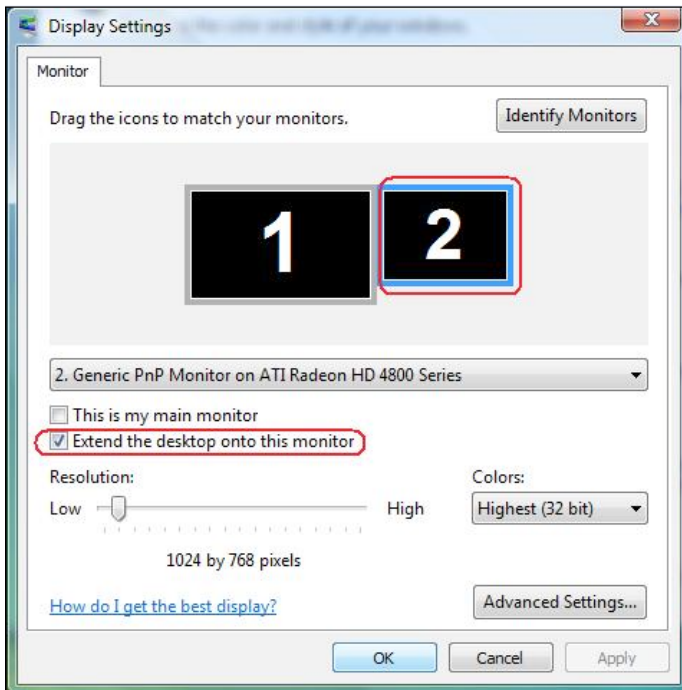 Display Settings
Monitor
Drag the icons to match your monitors.
Identify Monitors
1
2
2. Generic PnP Monitor on ATI Radeon HD 4800 Series
This is my main monitor
Extend the desktop onto this monitor
Resolution:
Colors:
Low
High
Highest (32 bit)
1024 by 768 pixels
How do I get the best display?
Advanced Settings...
OK
Cancel
Apply